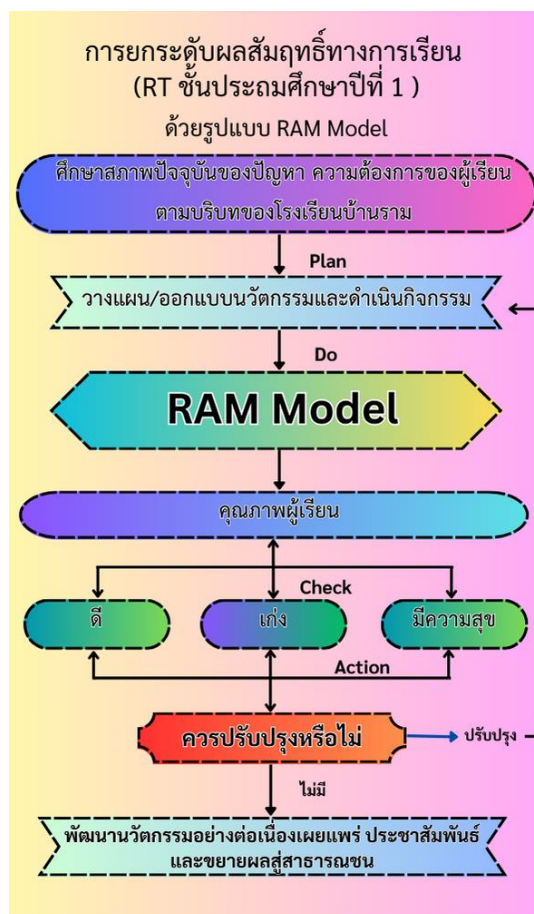 การยกระดับผลสัมฤทธิ์ทางการเรียน
(RT ชั้นประถมศึกษาปีที่ 1 )
ด้วยรูปแบบ RAM Model
ศึกษาสภาพปัจจุบันของปัญหา ความต้องการของผู้เรียน
ตามบริบทของโรงเรียนบ้านราม
Plan
วางแผน/ออกแบบนวัตกรรมและดำเนินกิจกรรม
Do
RAM Model
คุณภาพผู้เรียน
Check
ดี
เก่ง
มีความสุข
Action
ควรปรับปรุงหรือไม่
ปรับปรุง
ไม่มี
พัฒนานวัตกรรมอย่างต่อเนื่องเผยแพร่ ประชาสัมพันธ์
และขยายผลสู่สาธารณชน